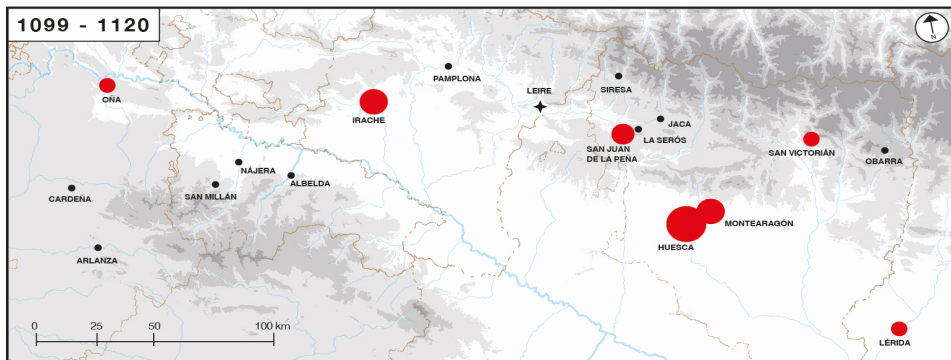 1099 - 1120
N
OÑA
PAMPLONA
LEIRE
SIRESA
IRACHE
JACA
LA SERÓS
SAN JUAN
DE LA PEÑA
SAN VICTORIÁN
OBARRA
NÁJERA
ALBELDA
SAN MILLÁN
CARDEÑA
MONTEARAGÓN
HUESCA
ARLANZA
0 25 50 100 km
LÉRIDA